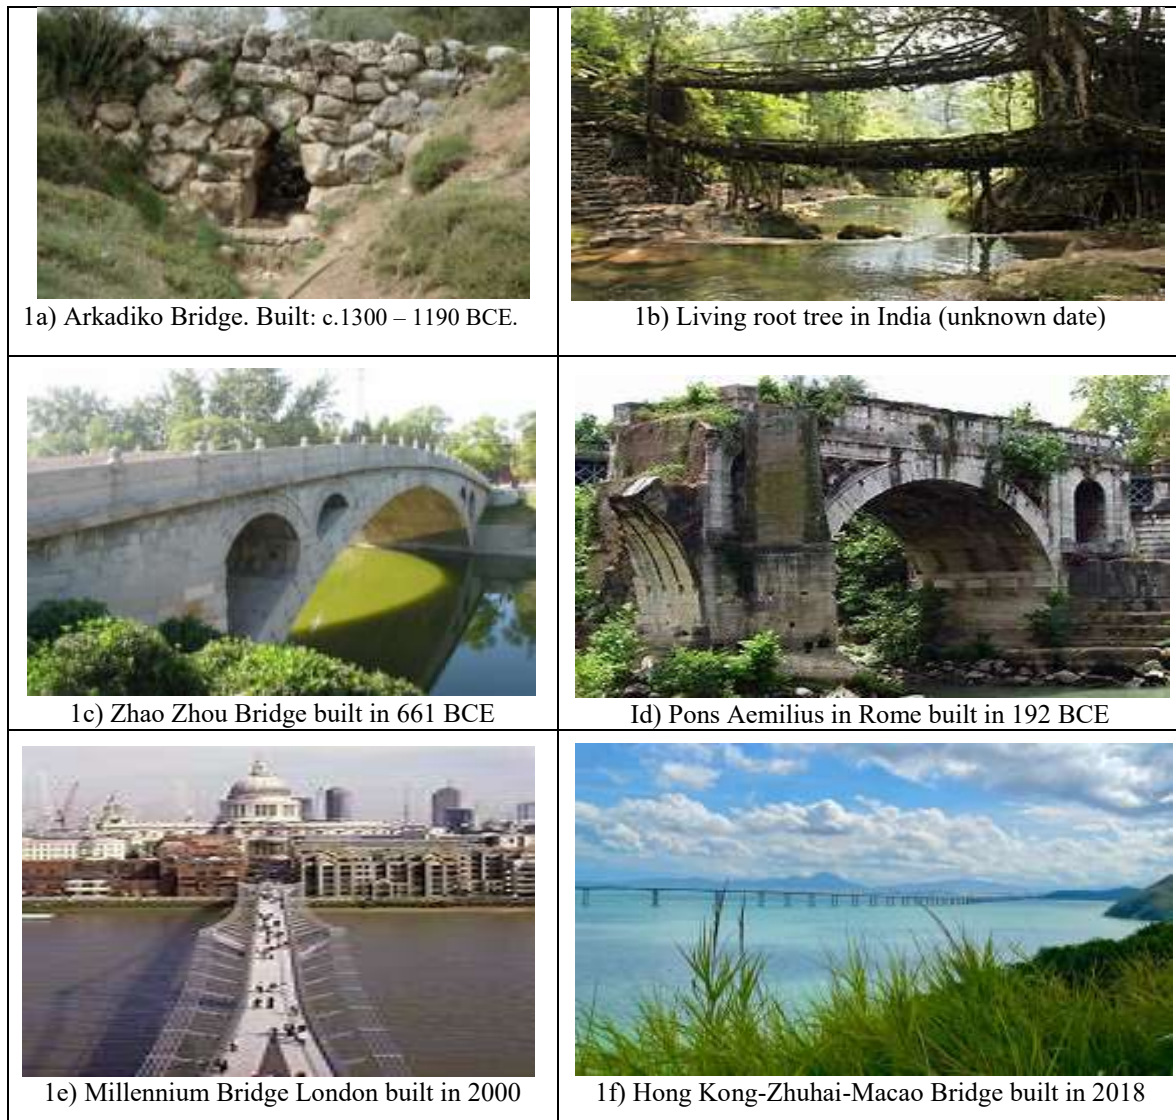 1a) Arkadiko Bridge. Built: c.1300 – 1190 BCE.
1b) Living root tree in India (unknown date)
1c) Zhao Zhou Bridge built in 661 BCE
Id) Pons Aemilius in Rome built in 192 BCE
1e) Millennium Bridge London built in 2000
1f) Hong Kong-Zhuhai-Macao Bridge built in 2018